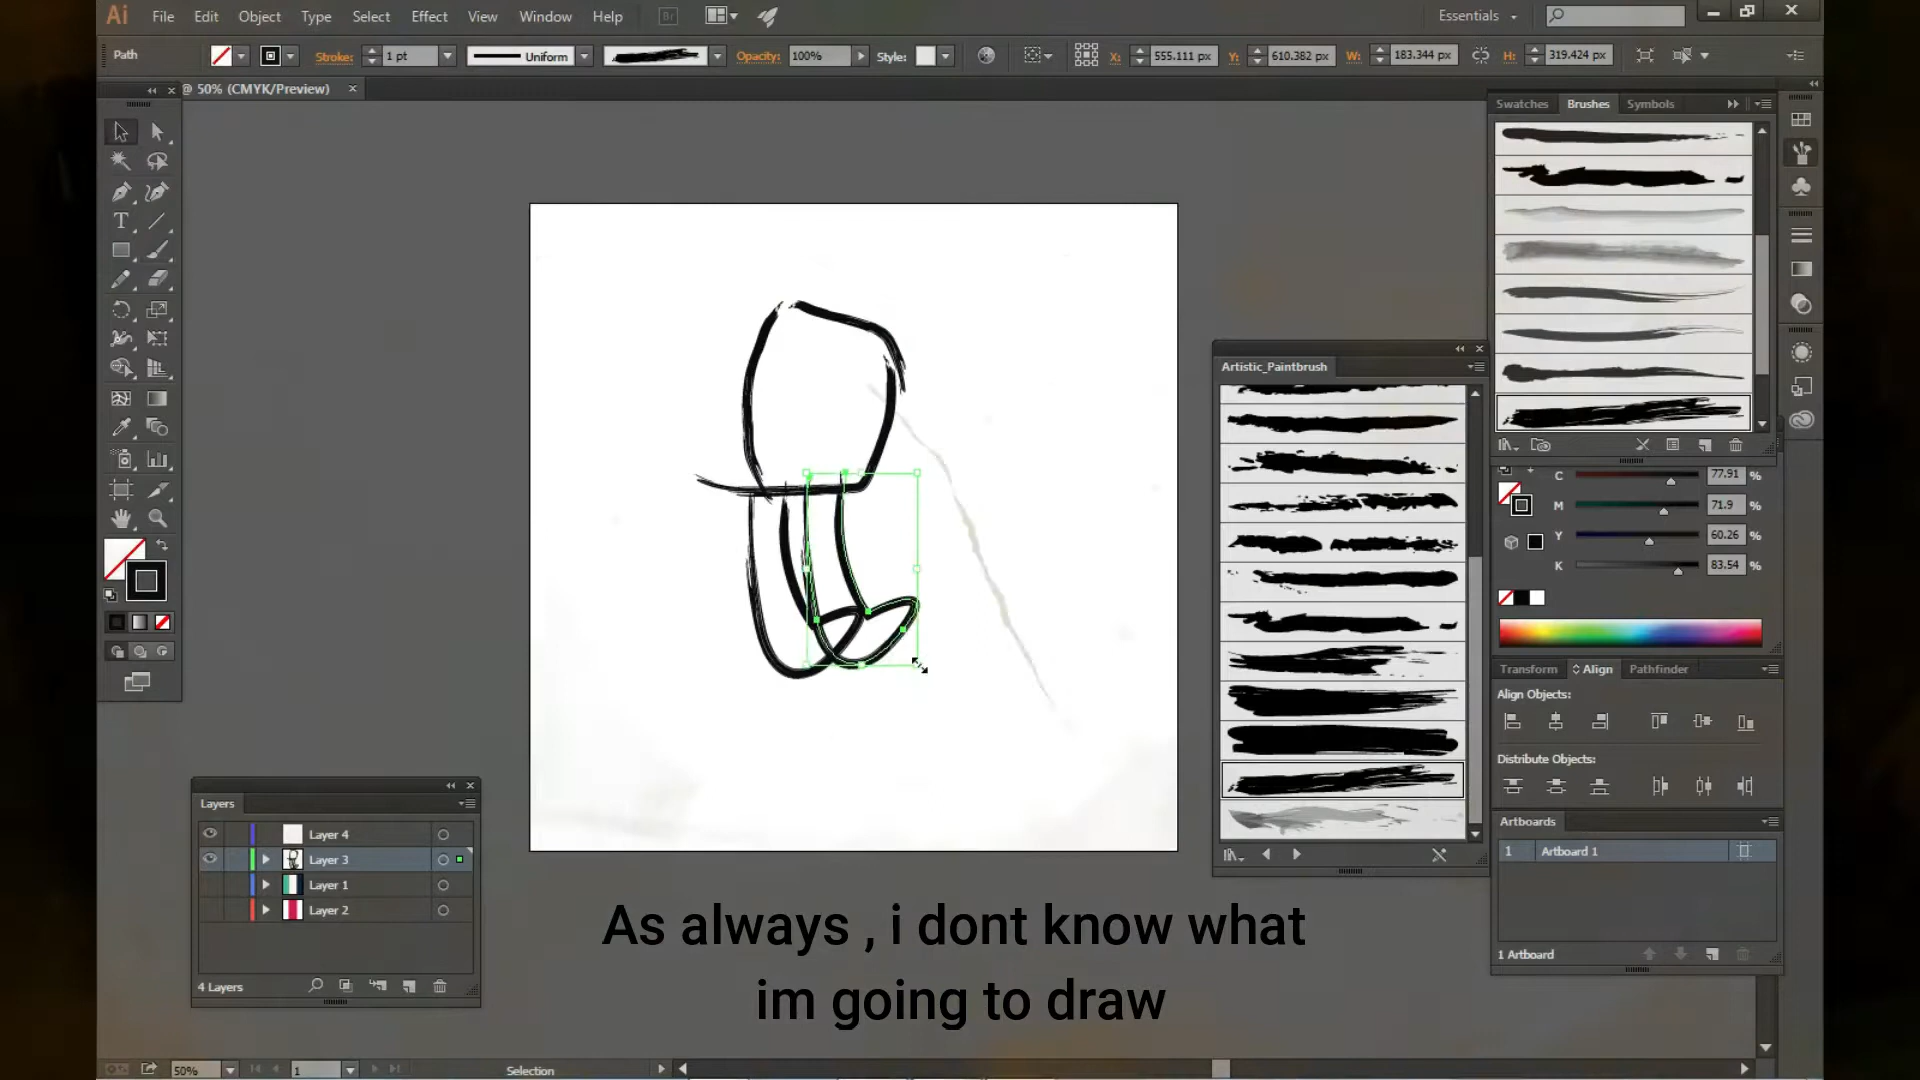 Ai File Edit Object Type Select Effect View Window Help Br Essentials
Path Stroke: 1 pt Uniform Opacity: 100% Style: X: 555.111 px Y: 610.382 px W: 183.344 px H: 319.424 px
@ 50% (CMYK/Preview)
Swatches Brushes Symbols
Artistic_Paintbrush
C 77.91 %
M 71.9 %
Y 60.26 %
K 83.54 %
Transform Align Pathfinder
Align Objects:
Distribute Objects:
Artboards
1 Artboard 1
1 Artboard
Layers
Layer 4
Layer 3
Layer 1
Layer 2
4 Layers
As always , i dont know what
im going to draw
50% 1 Selection